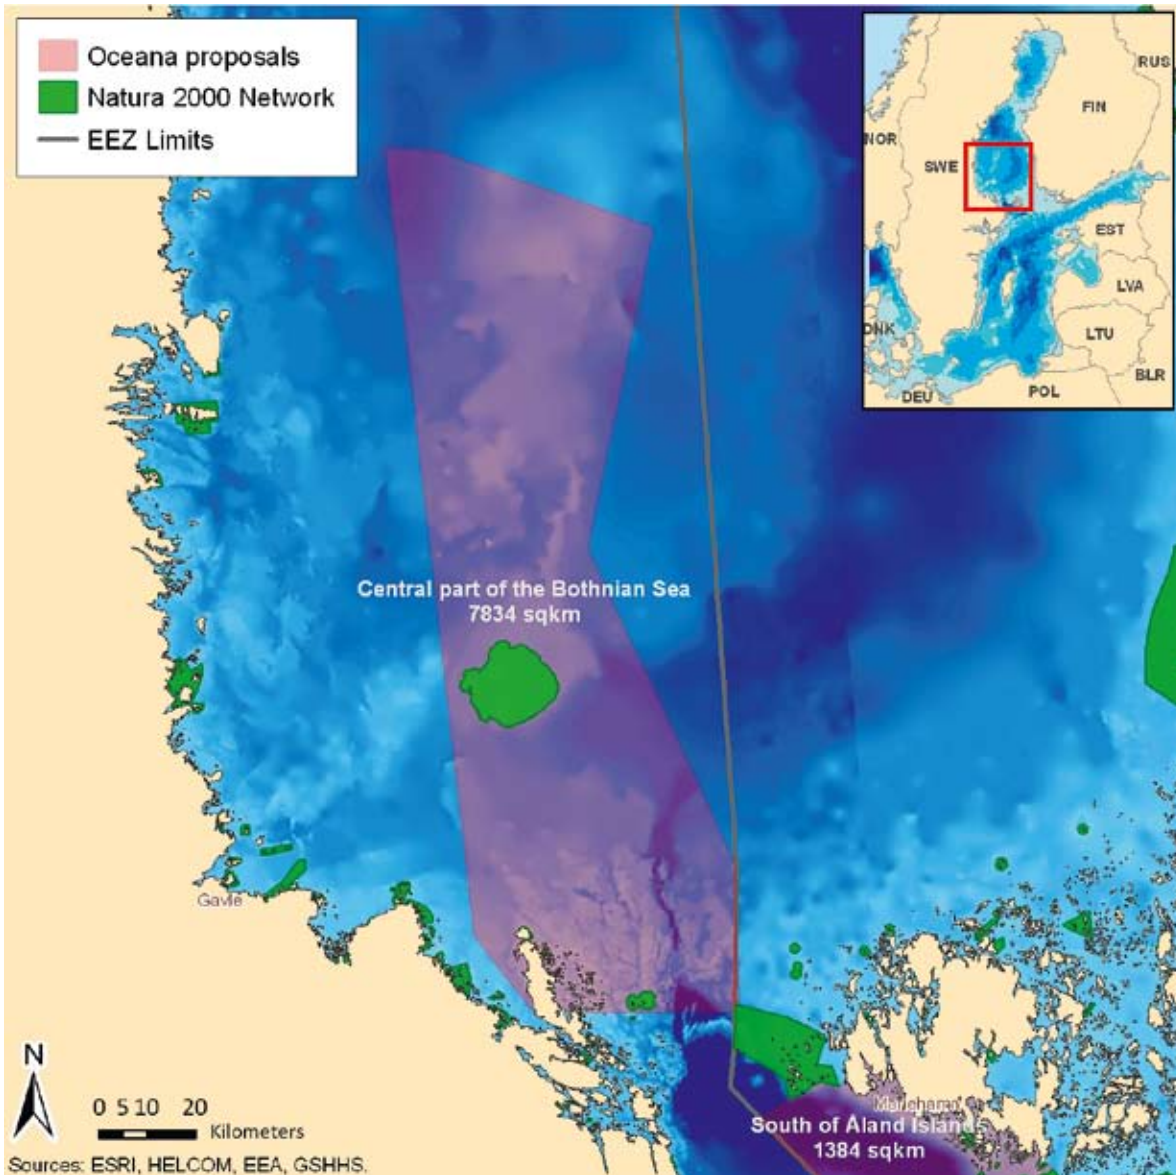 Oceana proposals
Natura 2000 Network
EEZ Limits
RUS
FIN
NOR
SWE
EST
LVA
DNK
LTU
BLR
POL
DEU
Central part of the Bothnian Sea
7834 sqkm
Gavle
N
0 5 10 20
Kilometers
Mariehamn
South of Aland Islands
1384 sqkm
Sources: ESRI, HELCOM, EEA, GSHHS.